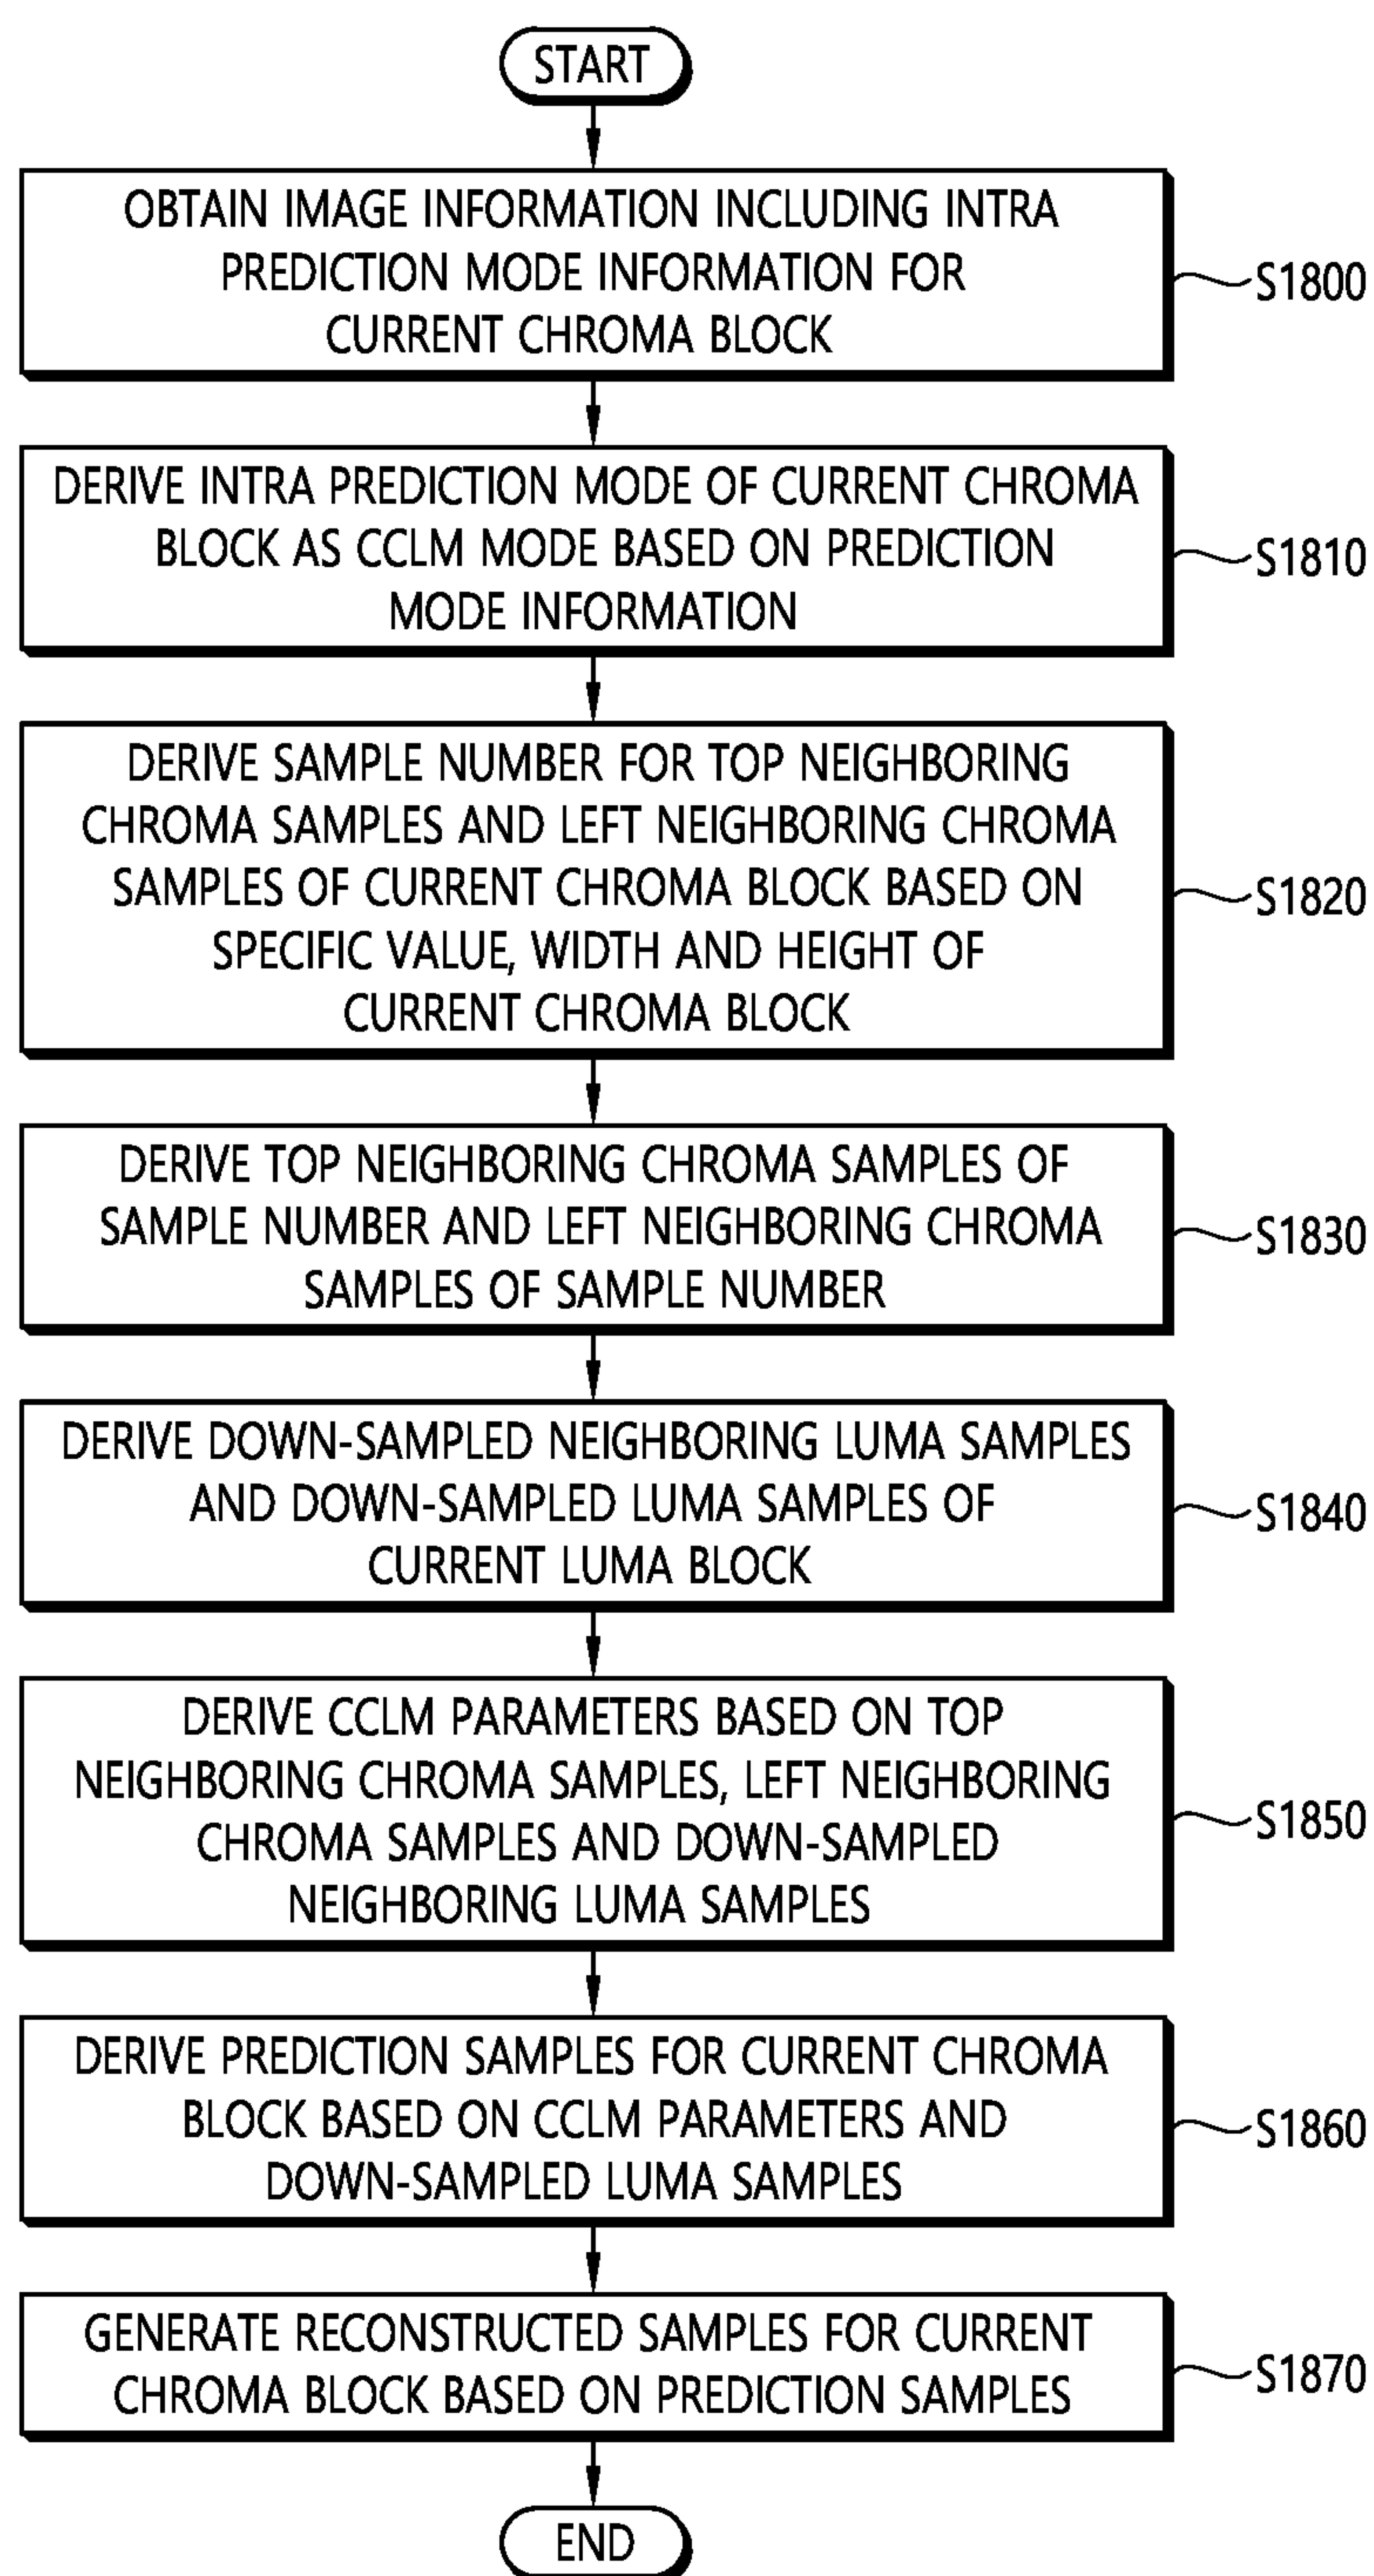 START
OBTAIN IMAGE INFORMATION INCLUDING INTRA
PREDICTION MODE INFORMATION FOR
CURRENT CHROMA BLOCK
S1800
DERIVE INTRA PREDICTION MODE OF CURRENT CHROMA
BLOCK AS CCLM MODE BASED ON PREDICTION
MODE INFORMATION
S1810
DERIVE SAMPLE NUMBER FOR TOP NEIGHBORING
CHROMA SAMPLES AND LEFT NEIGHBORING CHROMA
SAMPLES OF CURRENT CHROMA BLOCK BASED ON
SPECIFIC VALUE, WIDTH AND HEIGHT OF
CURRENT CHROMA BLOCK
S1820
DERIVE TOP NEIGHBORING CHROMA SAMPLES OF
SAMPLE NUMBER AND LEFT NEIGHBORING CHROMA
SAMPLES OF SAMPLE NUMBER
S1830
DERIVE DOWN-SAMPLED NEIGHBORING LUMA SAMPLES
AND DOWN-SAMPLED LUMA SAMPLES OF
CURRENT LUMA BLOCK
S1840
DERIVE CCLM PARAMETERS BASED ON TOP
NEIGHBORING CHROMA SAMPLES, LEFT NEIGHBORING
CHROMA SAMPLES AND DOWN-SAMPLED
NEIGHBORING LUMA SAMPLES
S1850
DERIVE PREDICTION SAMPLES FOR CURRENT CHROMA
BLOCK BASED ON CCLM PARAMETERS AND
DOWN-SAMPLED LUMA SAMPLES
S1860
GENERATE RECONSTRUCTED SAMPLES FOR CURRENT
CHROMA BLOCK BASED ON PREDICTION SAMPLES
S1870
END